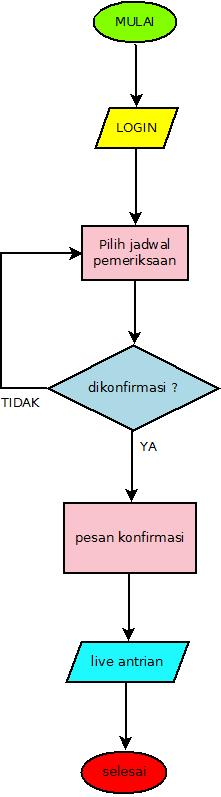 MULAI
LOGIN
Pilih jadwal
pemeriksaan
dikonfirmasi ?
TIDAK
YA
pesan konfirmasi
live antrian
selesai